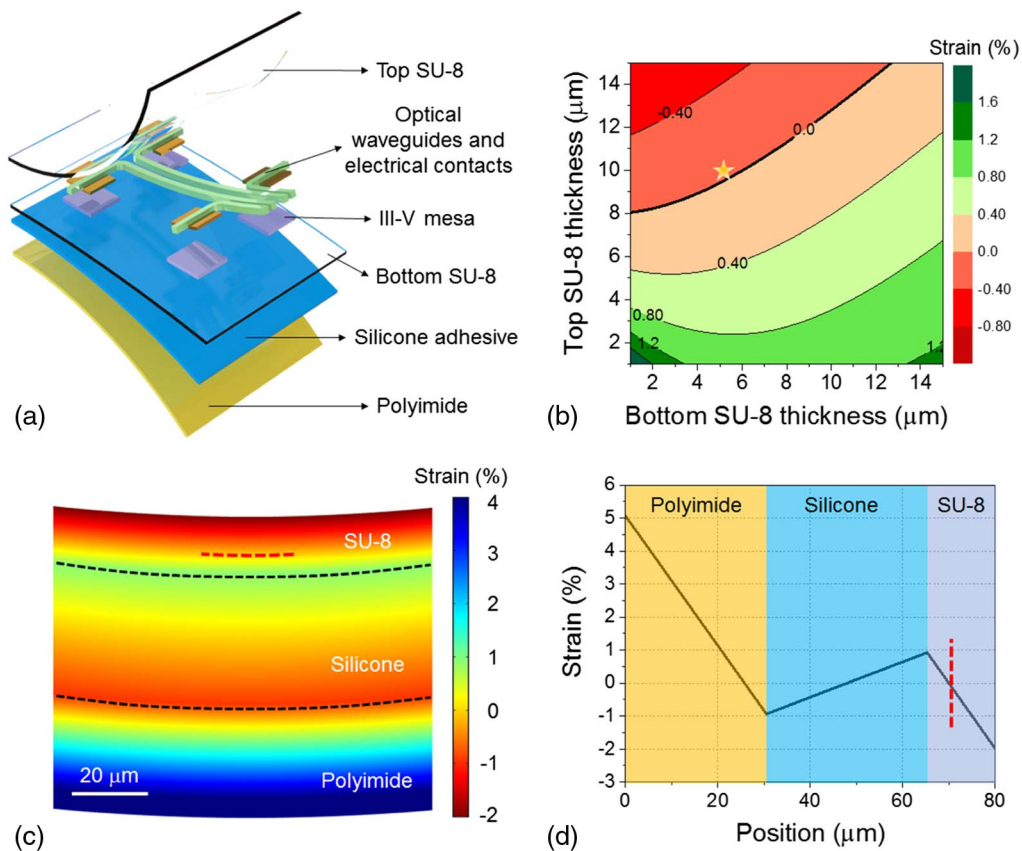 (a)
Top SU-8
Optical
waveguides and
electrical contacts
III-V mesa
Bottom SU-8
Silicone adhesive
Polyimide
(b)
Strain (%)
Top SU-8 thickness (μm)
14
12
10
8
6
4
2
-0.40
0.0
0.40
0.80
1.2
1.2
2 4 6 8 10 12 14
Bottom SU-8 thickness (μm)
1.6
1.2
0.80
0.40
0.0
-0.40
-0.80
(c)
Strain (%)
SU-8
Silicone
Polyimide
20 μm
4
3
2
1
0
-1
-2
(d)
Strain (%)
6
5
4
3
2
1
0
-1
-2
-3
Polyimide Silicone SU-8
0 20 40 60 80
Position (μm)